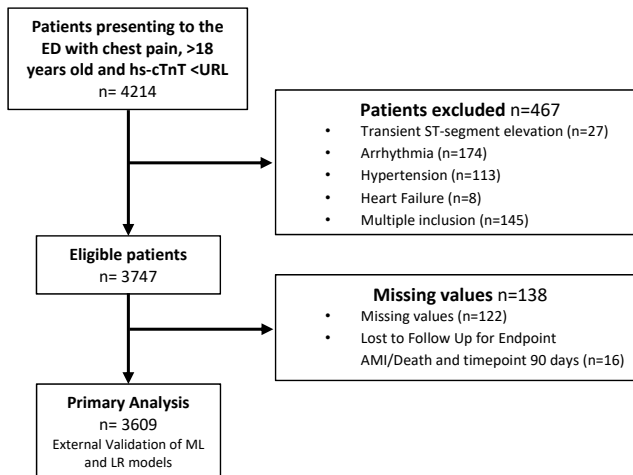 Patients presenting to the
ED with chest pain, >18
years old and hs-cTnT <URL
n= 4214
Patients excluded n=467
• Transient ST-segment elevation (n=27)
• Arrhythmia (n=174)
• Hypertension (n=113)
• Heart Failure (n=8)
• Multiple inclusion (n=145)
Eligible patients
n= 3747
Missing values n=138
• Missing values (n=122)
• Lost to Follow Up for Endpoint
AMI/Death and timepoint 90 days (n=16)
Primary Analysis
n= 3609
External Validation of ML
and LR models